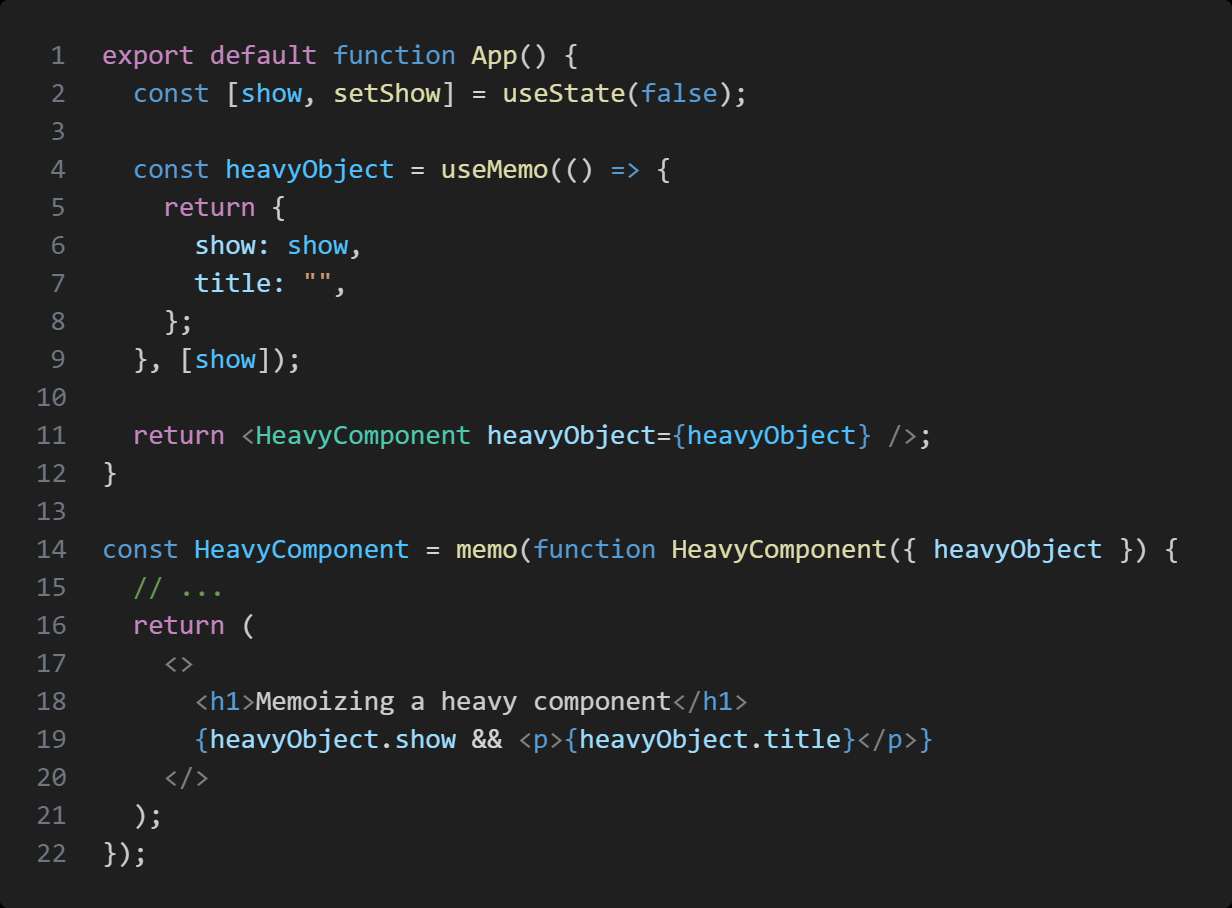 1 export default function App() {
2   const [show, setShow] = useState(false);
3
4   const heavyObject = useMemo(() => {
5     return {
6       show: show,
7       title: "",
8     };
9   }, [show]);
10
11   return <HeavyComponent heavyObject={heavyObject} />;
12 }
13
14 const HeavyComponent = memo(function HeavyComponent({ heavyObject }) {
15   // ...
16   return (
17     <>
18       <h1>Memoizing a heavy component</h1>
19       {heavyObject.show && <p>{heavyObject.title}</p>}
20     </>
21   );
22 });